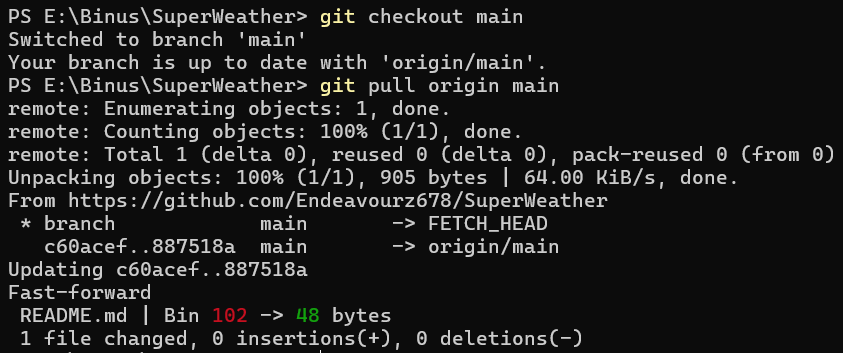 PS E:\Binus\SuperWeather> git checkout main
Switched to branch 'main'
Your branch is up to date with 'origin/main'.
PS E:\Binus\SuperWeather> git pull origin main
remote: Enumerating objects: 1, done.
remote: Counting objects: 100% (1/1), done.
remote: Total 1 (delta 0), reused 0 (delta 0), pack-reused 0 (from 0)
Unpacking objects: 100% (1/1), 905 bytes | 64.00 KiB/s, done.
From https://github.com/Endeavourz678/SuperWeather
 * branch            main       -> FETCH_HEAD
   c60acef..887518a  main       -> origin/main
Updating c60acef..887518a
Fast-forward
 README.md | Bin 102 -> 48 bytes
 1 file changed, 0 insertions(+), 0 deletions(-)